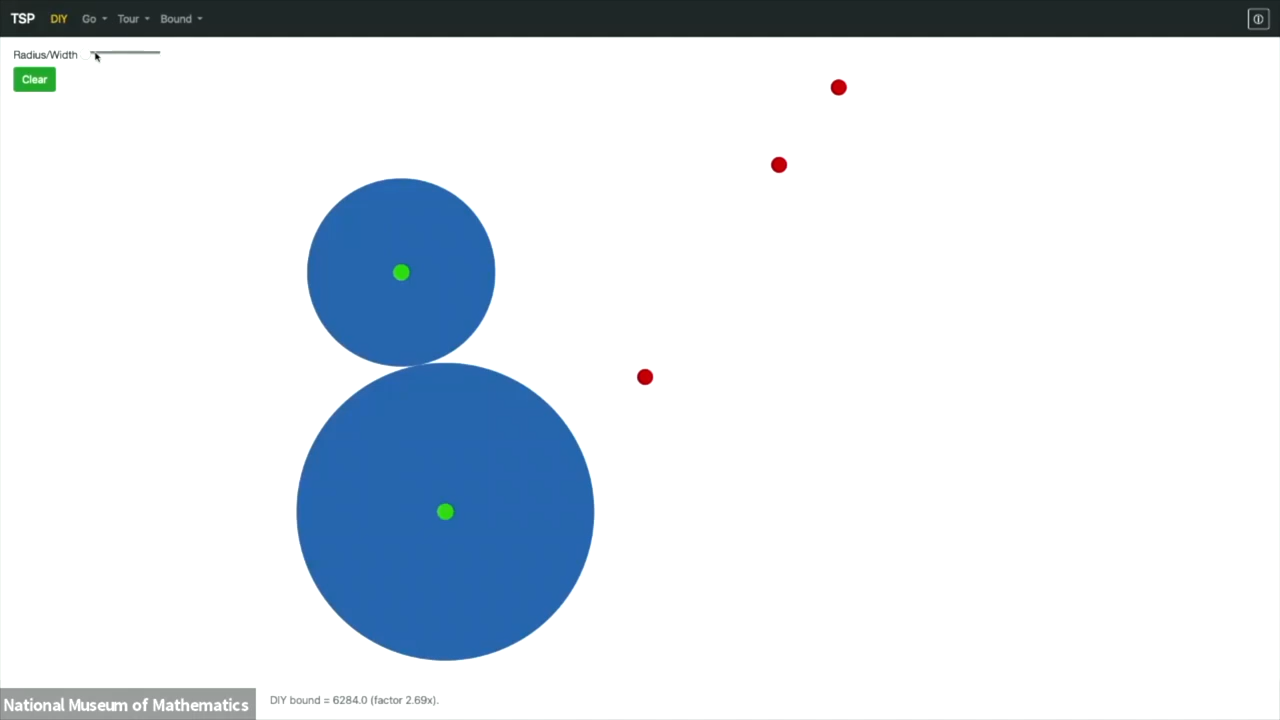 TSP DIY Go Tour Bound
Radius/Width
Clear
National Museum of Mathematics
DIY bound = 6284.0 (factor 2.69x).